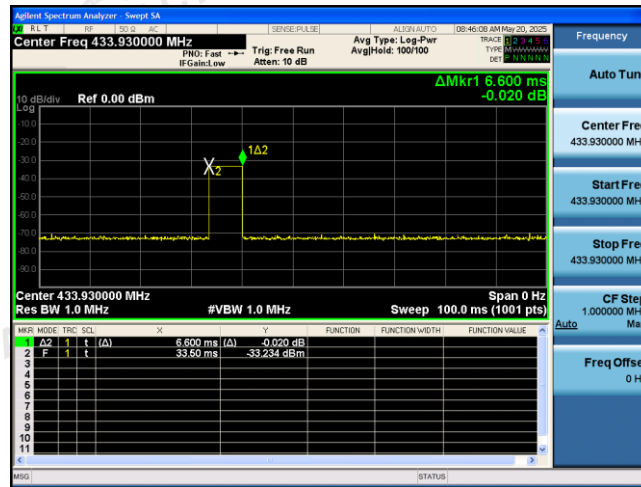 Agilent Spectrum Analyzer - Swept SA
RLT RF 50 Ω AC SENSE:PULSE ALIGNAUTO 08:46:08 AM May 20, 2025
Center Freq 433.930000 MHz
PNO: Fast
IFGain:Low
Trig: Free Run
Atten: 10 dB
Avg Type: Log-Pwr
Avg|Hold: 100/100
TRACE 1 2 3 4 5 6
TYPE M
DET P N N N N N
ΔMkr1 6.600 ms
-0.020 dB
10 dB/div Ref 0.00 dBm
Log
-10.0
-20.0
-30.0
-40.0
-50.0
-60.0
-70.0
-80.0
-90.0
1Δ2
X2
Center 433.930000 MHz Span 0 Hz
Res BW 1.0 MHz #VBW 1.0 MHz Sweep 100.0 ms (1001 pts)
MKR MODE TRC SCL X Y FUNCTION FUNCTION WIDTH FUNCTION VALUE
1 Δ2 1 t (Δ) 6.600 ms (Δ) -0.020 dB
2 F 1 t 33.50 ms -33.234 dBm
3
4
5
6
7
8
9
10
11
MSG STATUS
Frequency
Auto Tun
Center Fre
433.930000 MH
Start Fre
433.930000 MH
Stop Fre
433.930000 MH
CF Step
1.000000 MH
Auto Ma
Freq Offse
0 H